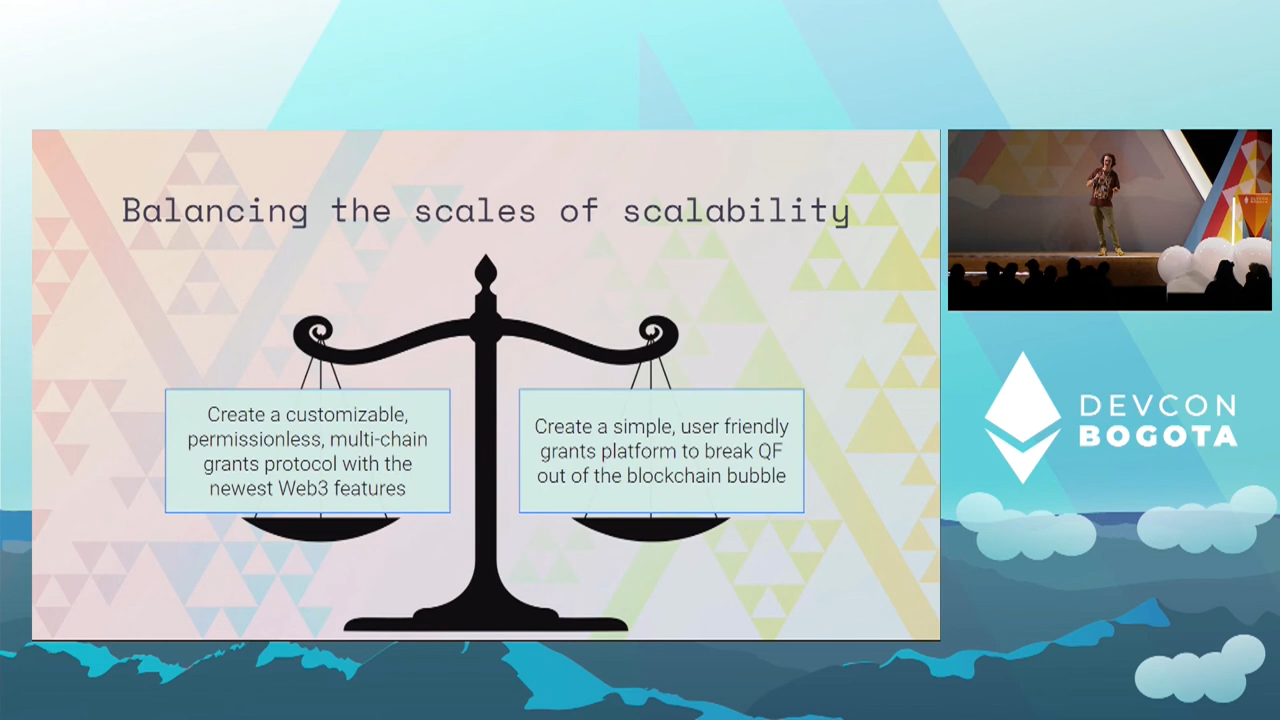 Balancing the scales of scalability
Create a customizable,
permissionless, multi-chain
grants protocol with the
newest Web3 features
Create a simple, user friendly
grants platform to break QF
out of the blockchain bubble
DEVCON
BOGOTA